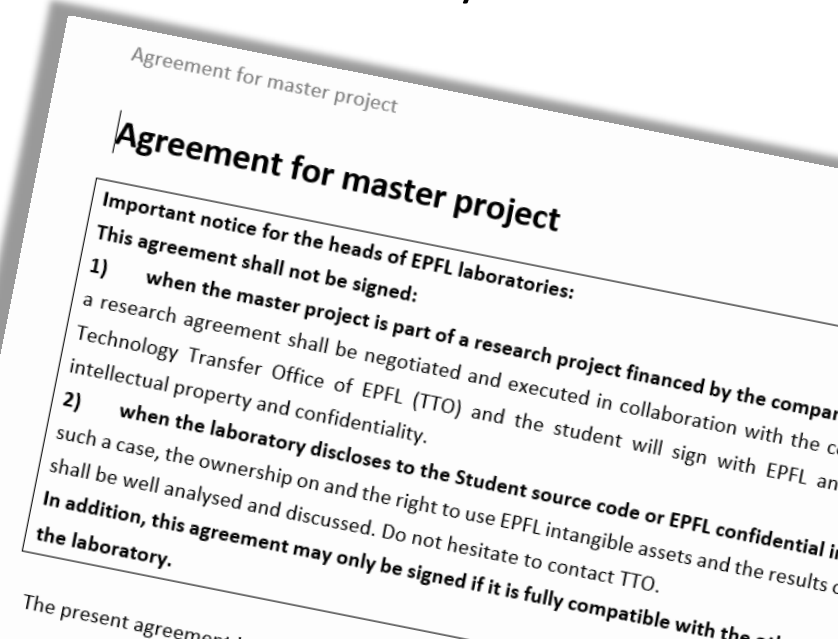 Agreement for master project
Agreement for master project
Important notice for the heads of EPFL laboratories:
This agreement shall not be signed:
1) when the master project is part of a research project financed by the
a research agreement shall be negotiated and executed in collaboration with the
Technology Transfer Office of EPFL (TTO) and the student will sign with EPFL
intellectual property and confidentiality.
2) when the laboratory discloses to the Student source code or EPFL confidential
such a case, the ownership on and the right to use EPFL intangible assets and the results
shall be well analysed and discussed. Do not hesitate to contact TTO.
In addition, this agreement may only be signed if it is fully compatible with the
the laboratory.
The present agreement